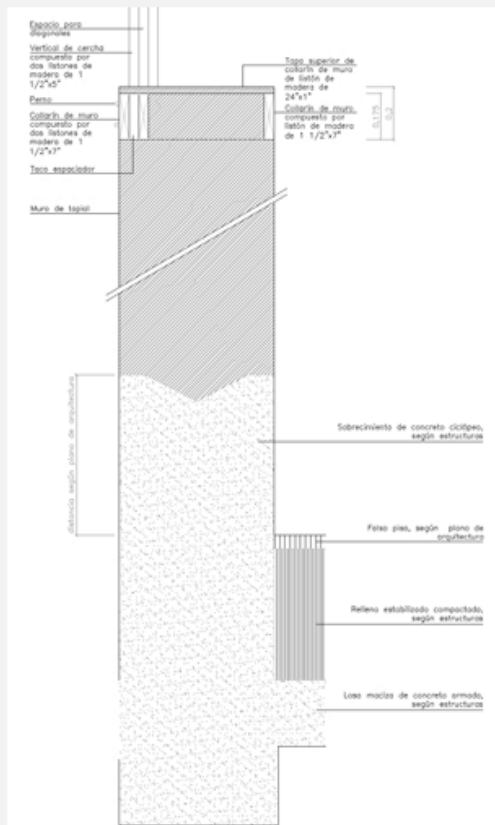 Espacio para
diagonales
Vertical de cercha
compuesto por
dos listones de
madera de 1
1/2"x5"
Perno
Collarín de muro
compuesto por
dos listones de
madera de 1
1/2"x7"
Taco espaciador
Muro de tapial
Tapa superior de
collarín de muro
de listón de
madera de
24"x1"
Collarín de muro
compuesto por
listón de madera
de 1 1/2"x7"
0,175
0,2
distancia según plano de arquitectura
Sobrecimiento de concreto ciclópeo,
según estructuras
Falso piso, según plano de
arquitectura
Relleno estabilizado compactado,
según estructuras
Losa maciza de concreto armado,
según estructuras